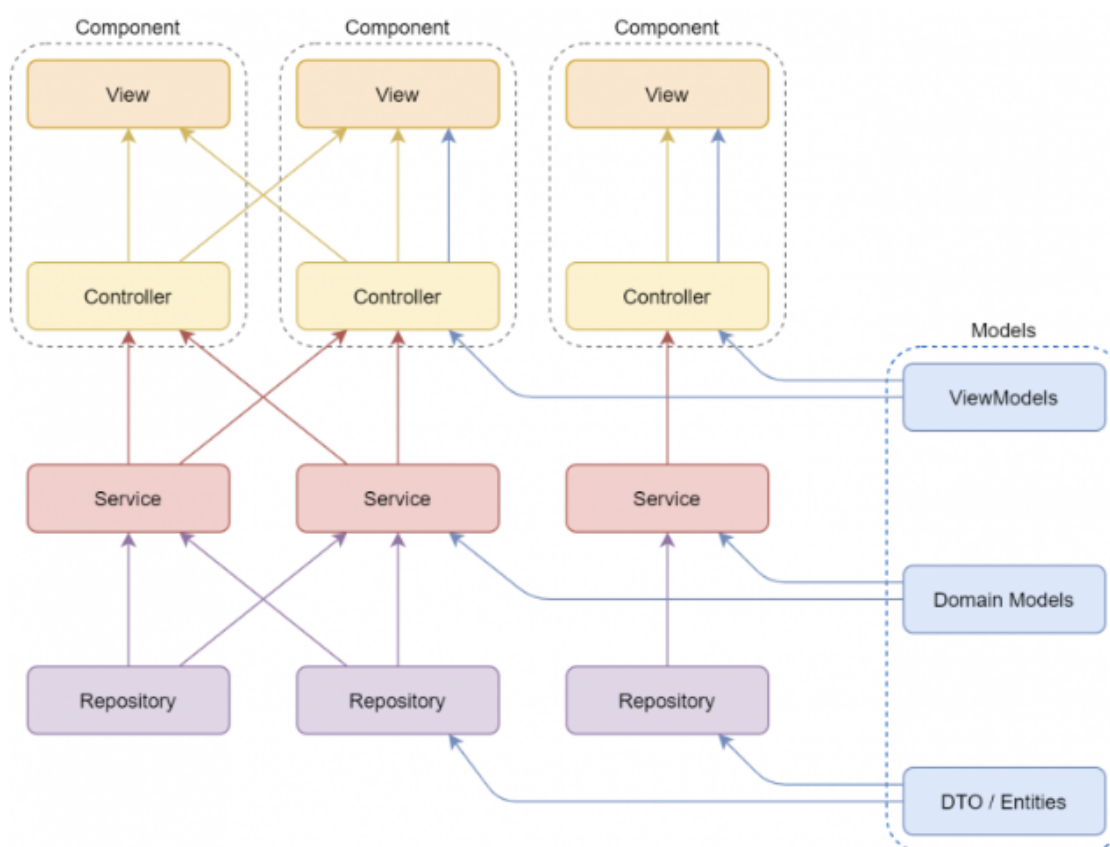 Component
Component
Component
View
View
View
Controller
Controller
Controller
Models
ViewModels
Service
Service
Service
Domain Models
Repository
Repository
Repository
DTO / Entities